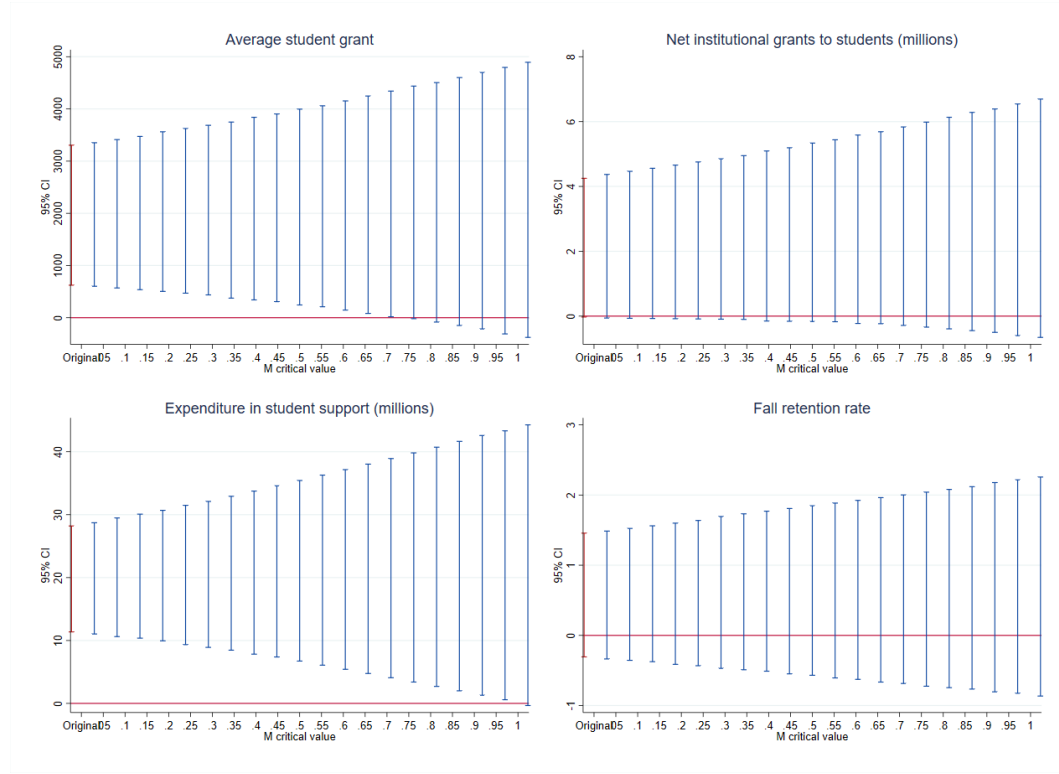 Average student grant
95% CI
5000
4000
3000
2000
1000
0
Original .05 .1 .15 .2 .25 .3 .35 .4 .45 .5 .55 .6 .65 .7 .75 .8 .85 .9 .95 1
M critical value
Net institutional grants to students (millions)
95% CI
8
6
4
2
0
Original .05 .1 .15 .2 .25 .3 .35 .4 .45 .5 .55 .6 .65 .7 .75 .8 .85 .9 .95 1
M critical value
Expenditure in student support (millions)
95% CI
40
30
20
10
0
Original .05 .1 .15 .2 .25 .3 .35 .4 .45 .5 .55 .6 .65 .7 .75 .8 .85 .9 .95 1
M critical value
Fall retention rate
95% CI
3
2
1
0
-1
Original .05 .1 .15 .2 .25 .3 .35 .4 .45 .5 .55 .6 .65 .7 .75 .8 .85 .9 .95 1
M critical value